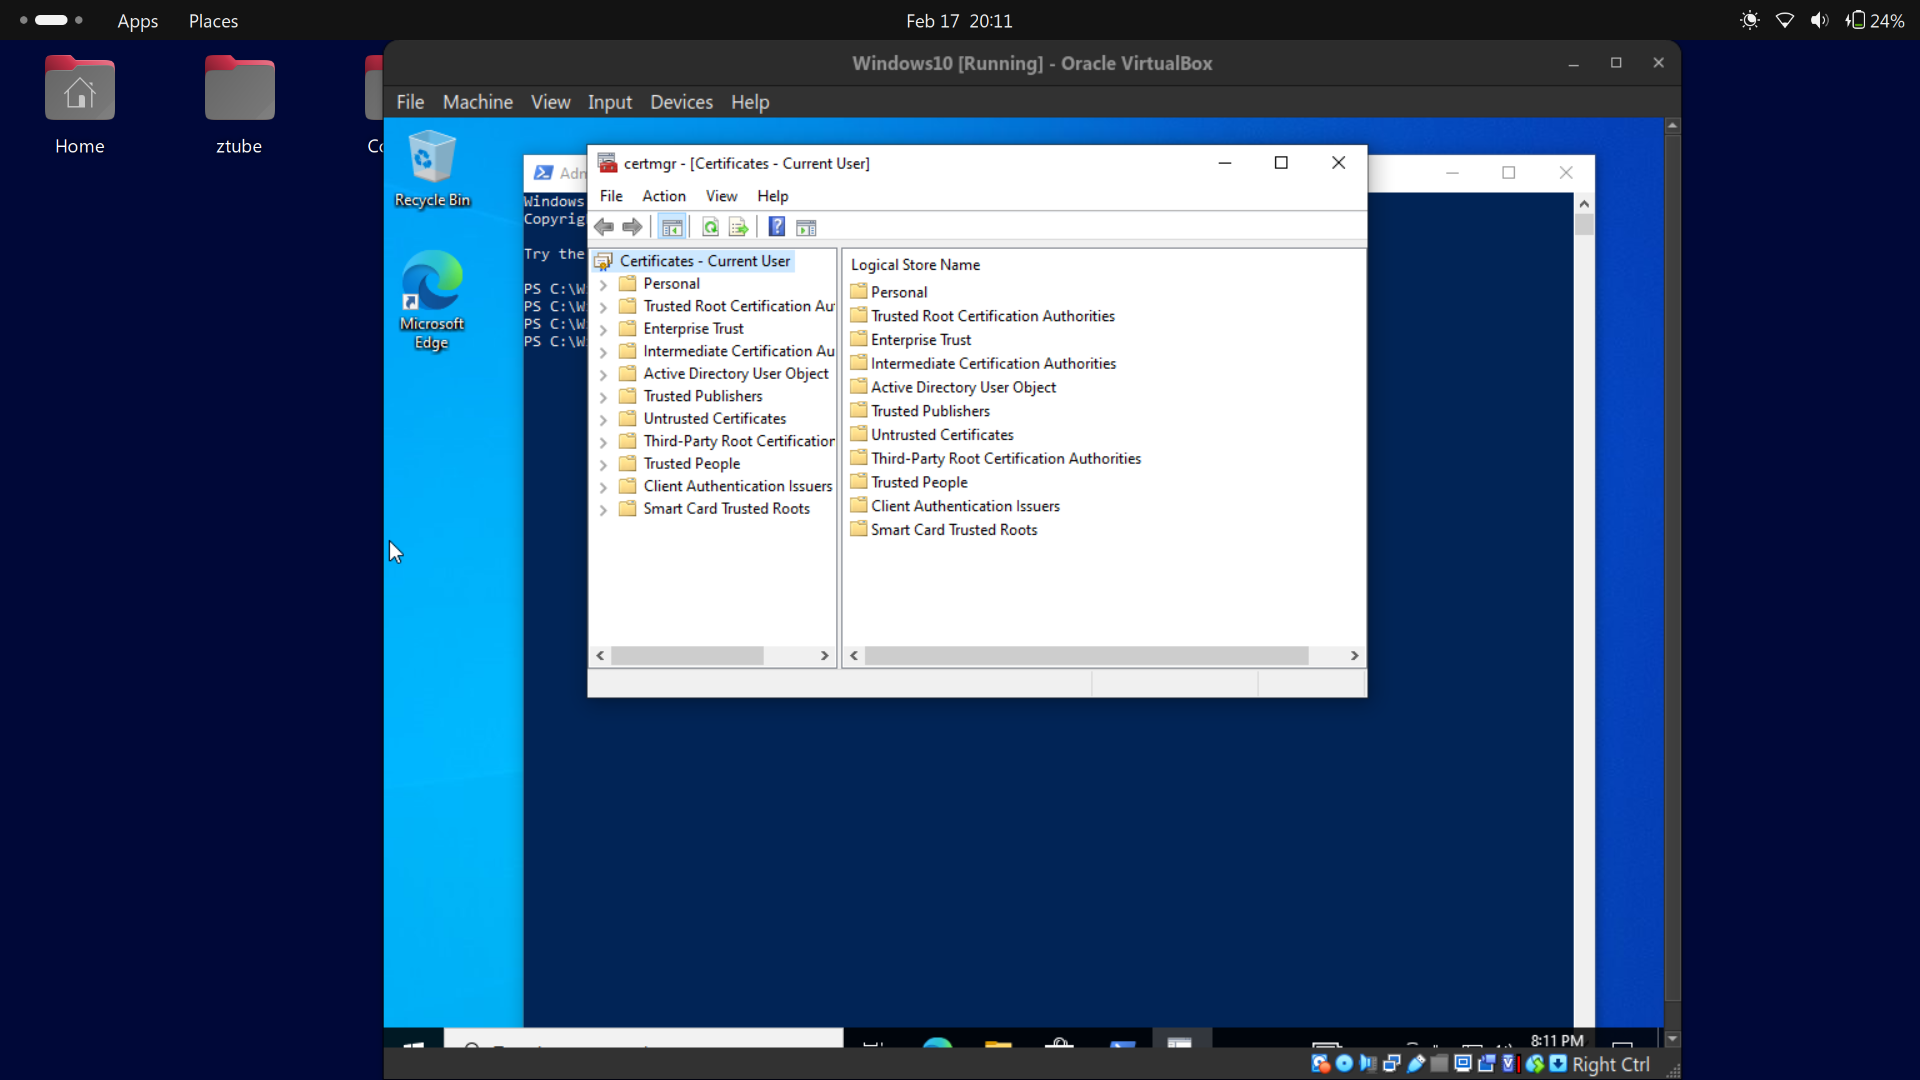 Apps Places
Feb 17 20:11
24%
Home
ztube
Windows10 [Running] - Oracle VirtualBox
File Machine View Input Devices Help
Recycle Bin
Microsoft
Edge
Windows
Try the
PS C:\W
PS C:\W
PS C:\W
PS C:\W
certmgr - [Certificates - Current User]
File Action View Help
Certificates - Current User
Personal
Trusted Root Certification Au
Enterprise Trust
Intermediate Certification Au
Active Directory User Object
Trusted Publishers
Untrusted Certificates
Third-Party Root Certification
Trusted People
Client Authentication Issuers
Smart Card Trusted Roots
Logical Store Name
Personal
Trusted Root Certification Authorities
Enterprise Trust
Intermediate Certification Authorities
Active Directory User Object
Trusted Publishers
Untrusted Certificates
Third-Party Root Certification Authorities
Trusted People
Client Authentication Issuers
Smart Card Trusted Roots
8:11 PM
Right Ctrl